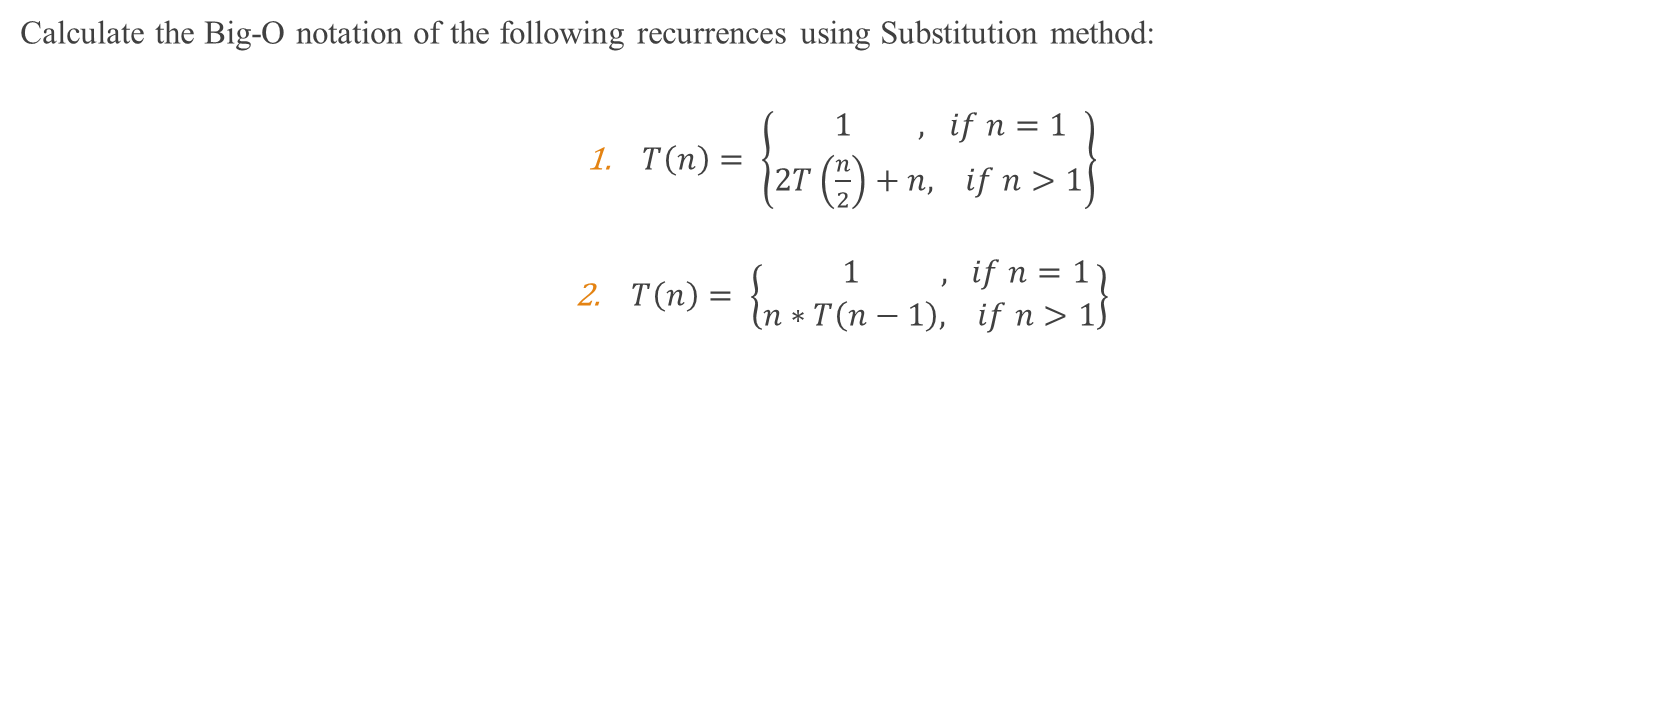 Calculate the Big-O notation of the following recurrences using Substitution method:
1. T(n) = { 1 , if n = 1
2T (n/2) + n, if n > 1 }
2. T(n) = { 1 , if n = 1
n * T(n − 1), if n > 1 }